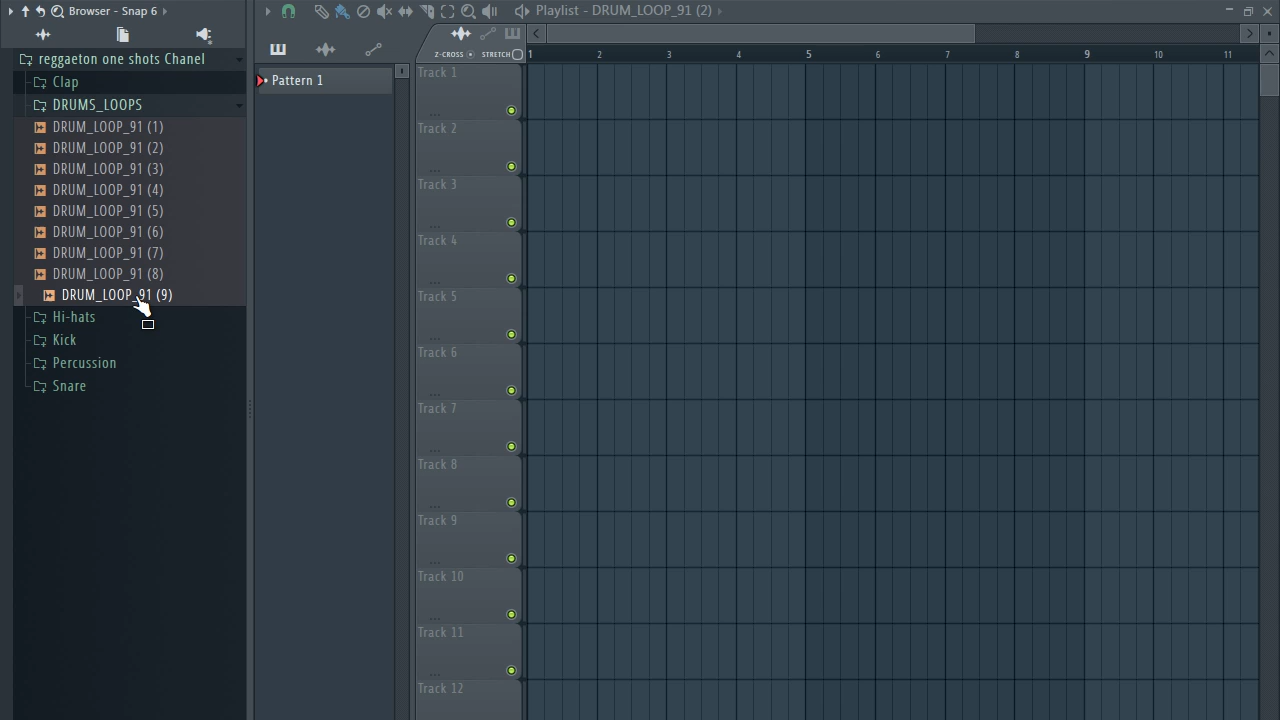 Browser - Snap 6
reggaeton one shots Chanel
Clap
DRUMS_LOOPS
DRUM_LOOP_91 (1)
DRUM_LOOP_91 (2)
DRUM_LOOP_91 (3)
DRUM_LOOP_91 (4)
DRUM_LOOP_91 (5)
DRUM_LOOP_91 (6)
DRUM_LOOP_91 (7)
DRUM_LOOP_91 (8)
DRUM_LOOP_91 (9)
Hi-hats
Kick
Percussion
Snare
Pattern 1
Playlist - DRUM_LOOP_91 (2)
Z-CROSS STRETCH
1 2 3 4 5 6 7 8 9 10 11
Track 1
Track 2
Track 3
Track 4
Track 5
Track 6
Track 7
Track 8
Track 9
Track 10
Track 11
Track 12